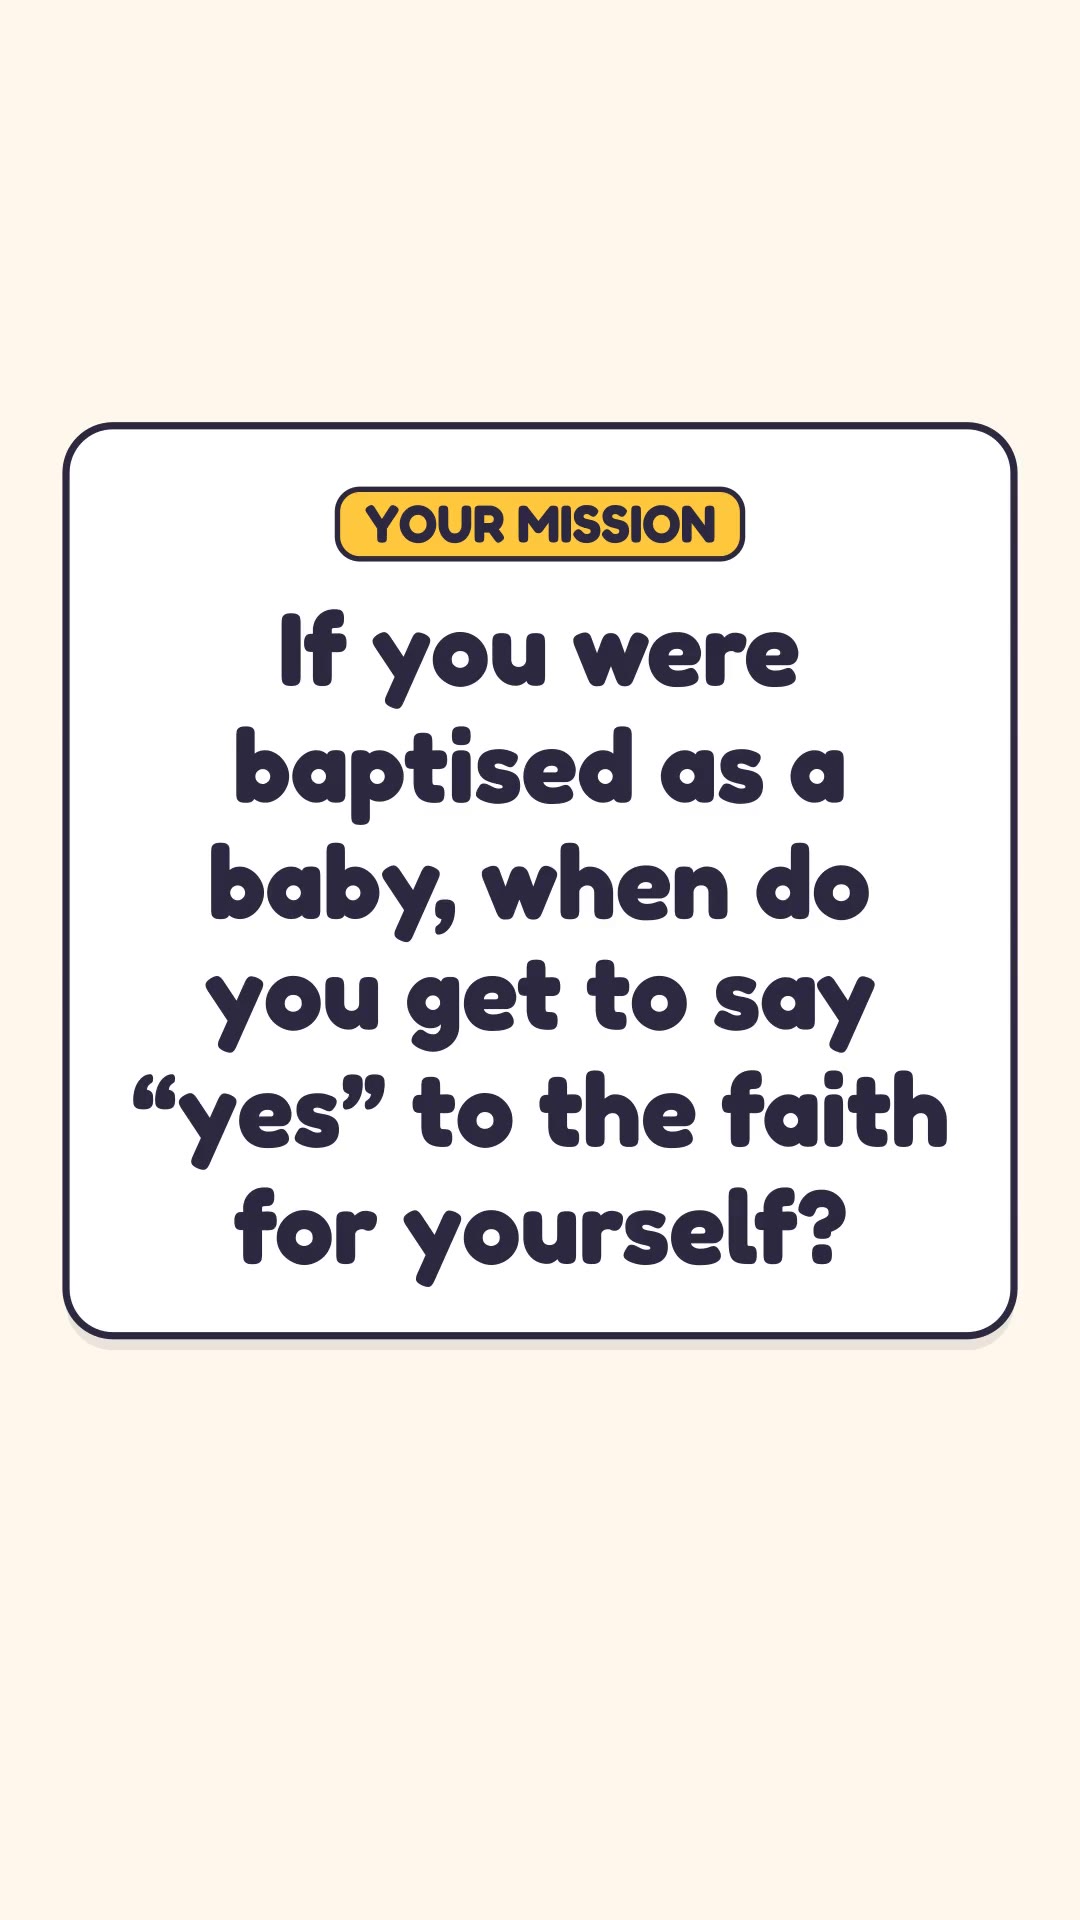 YOUR MISSION
If you were
baptised as a
baby, when do
you get to say
“yes” to the faith
for yourself?